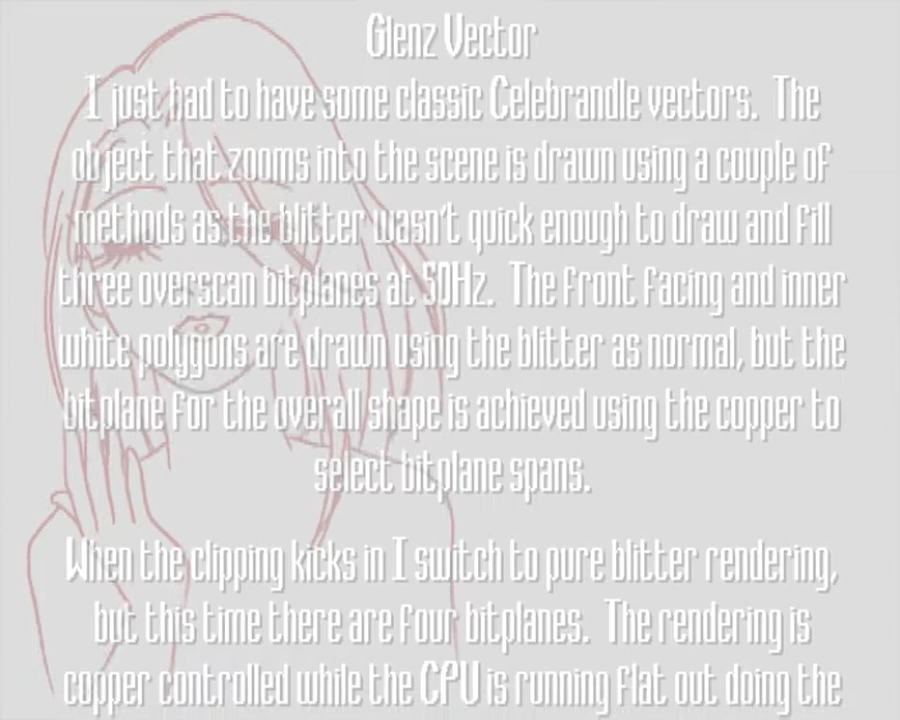 Glenz Vector
I just had to have some classic Celebrandle vectors. The
object that zooms into the scene is drawn using a couple of
methods as the blitter wasn't quick enough to draw and fill
three overscan bitplanes at 50Hz. The front facing and inner
white polygons are drawn using the blitter as normal, but the
bitplane for the overall shape is achieved using the copper to
select bitplane spans.
When the clipping kicks in I switch to pure blitter rendering,
but this time there are four bitplanes. The rendering is
copper controlled while the CPU is running flat out doing the